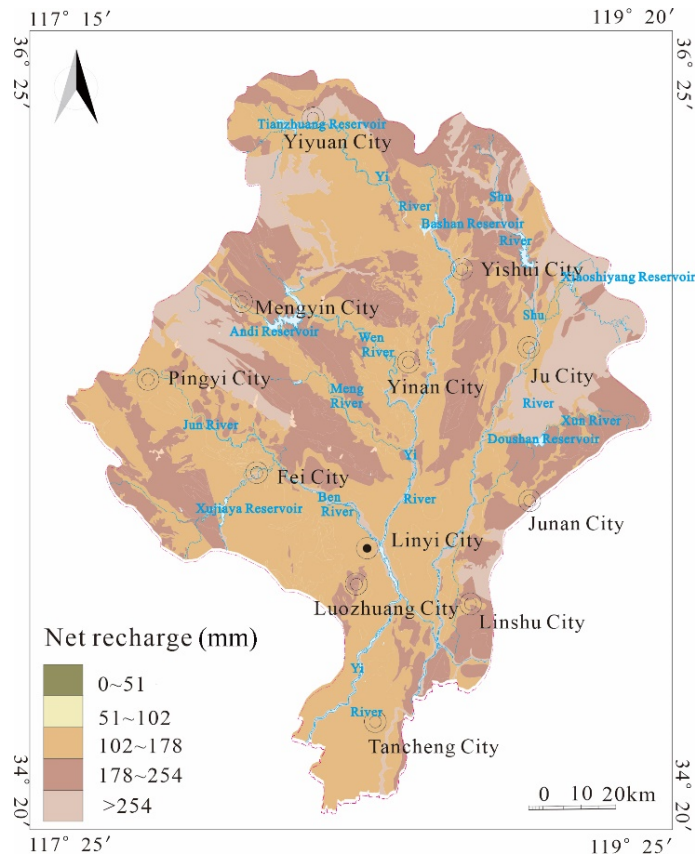 117° 15′
119° 20′
36° 25′
36° 25′
Tianzhuang Reservoir
Yiyuan City
Yi
River
Shu
Bashan Reservoir
River
Yishui City
Xiaoshiyang Reservoir
Mengyin City
Andi Reservoir
Shu
Wen
River
Ju City
Pingyi City
Yinan City
Meng
River
River
Xun River
Jun River
Doushan Reservoir
Yi
Fei City
Ben
River
River
Xujiaya Reservoir
Junan City
Linyi City
Luozhuang City
Linshu City
Net recharge (mm)
0~51
51~102
102~178
178~254
>254
Yi
River
Tancheng City
0 10 20km
34° 20′
34° 20′
117° 25′
119° 25′